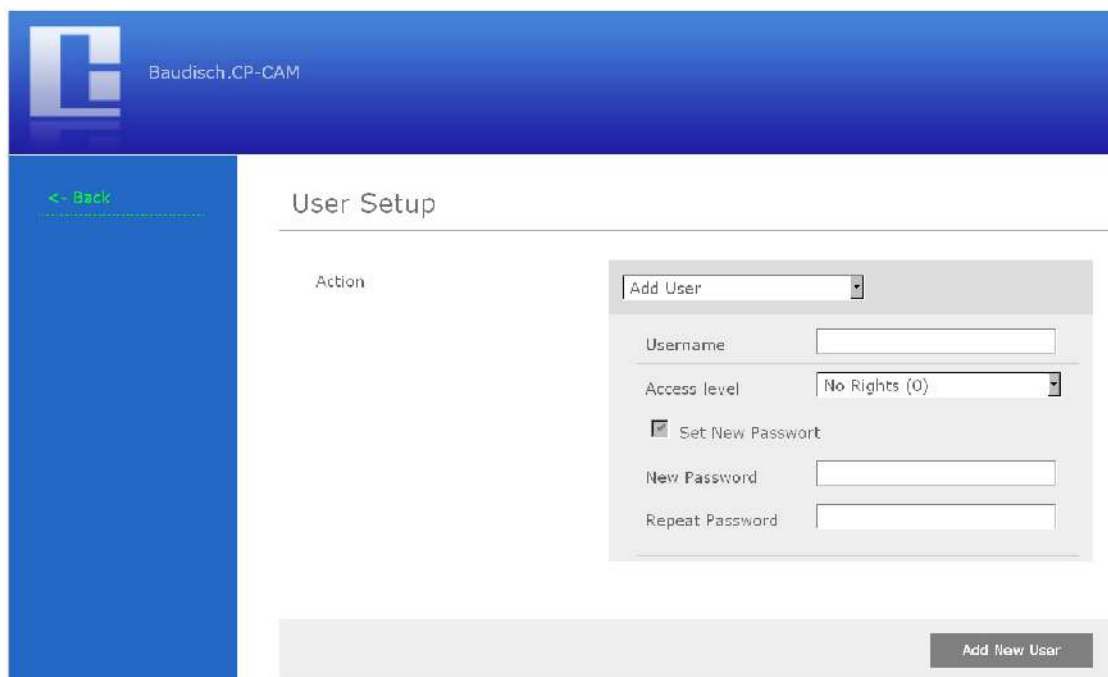 Baudisch.CP-CAM
<- Back
User Setup
Action
Add User
Username
Access level
No Rights (0)
Set New Passwort
New Password
Repeat Password
Add New User